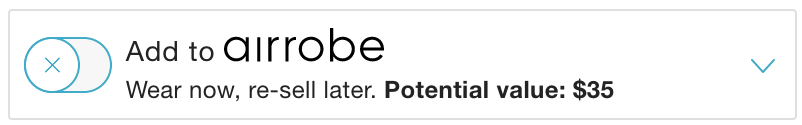 Add to airrobe
Wear now, re-sell later. Potential value: $35